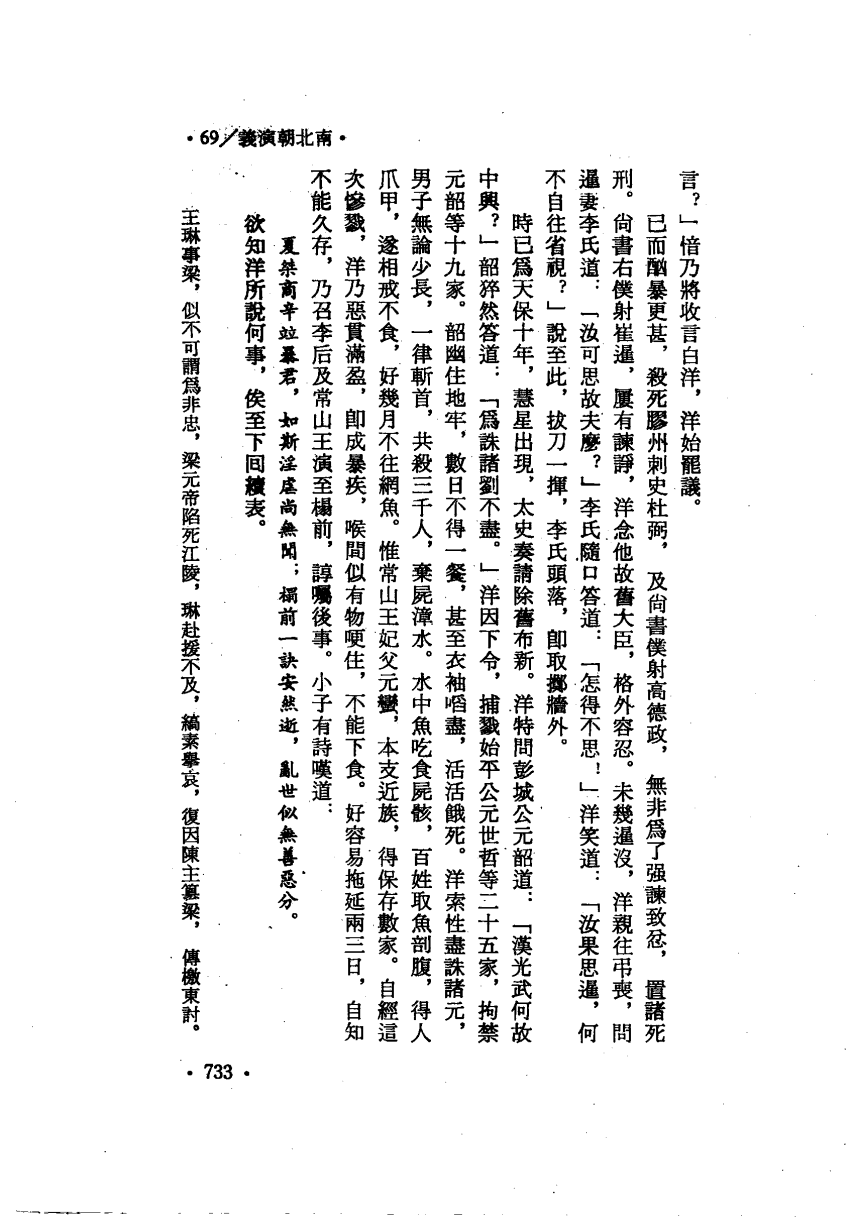 •69／義演朝北南•
言？」愔乃將收言白洋，洋始罷議。
已而酗暴更甚，殺死膠州刺史杜弼，及尚書僕射高德政，無非爲了强諫致忿，置諸死
刑。尚書右僕射崔暹，屢有諫諍，洋念他故舊大臣，格外容忍。未幾暹沒，洋親往弔喪，問
暹妻李氏道：「汝可思故夫麼？」李氏隨口答道：「怎得不思！」洋笑道：「汝果思暹，何
不自往省視？」說至此，拔刀一揮，李氏頭落，卽取擲牆外。
時已爲天保十年，慧星出現，太史奏請除舊布新。洋特問彭城公元韶道：「漢光武何故
中興？」韶猝然答道：「爲誅諸劉不盡。」洋因下令，捕戮始平公元世哲等二十五家，拘禁
元韶等十九家。韶幽住地牢，數日不得一餐，甚至衣袖啗盡，活活餓死。洋索性盡誅諸元，
男子無論少長，一律斬首，共殺三千人，棄屍漳水。水中魚吃食屍骸，百姓取魚剖腹，得人
爪甲，遂相戒不食，好幾月不往網魚。惟常山王妃父元蠻，本支近族，得保存數家。自經這
次慘戮，洋乃惡貫滿盈，卽成暴疾，喉間似有物哽住，不能下食。好容易拖延兩三日，自知
不能久存，乃召李后及常山王演至榻前，諄囑後事。小子有詩嘆道：
夏桀商辛竝暴君，如斯淫虐尚無聞；榻前一訣安然逝，亂世似無善惡分。
欲知洋所說何事，俟至下回續表。
王琳事梁，似不可謂爲非忠，梁元帝陷死江陵，琳赴援不及，縞素擧哀，復因陳主篡梁，傳檄東討。
•733•